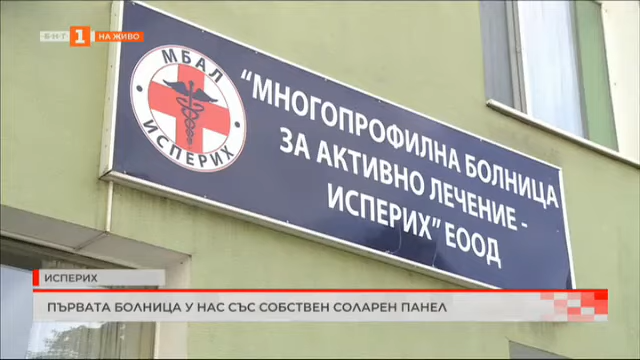 БНТ 1 НА ЖИВО
МБАЛ
ИСПЕРИХ
"МНОГОПРОФИЛНА БОЛНИЦА
ЗА АКТИВНО ЛЕЧЕНИЕ -
ИСПЕРИХ" ЕООД
ИСПЕРИХ
ПЪРВАТА БОЛНИЦА У НАС СЪС СОБСТВЕН СОЛАРЕН ПАНЕЛ